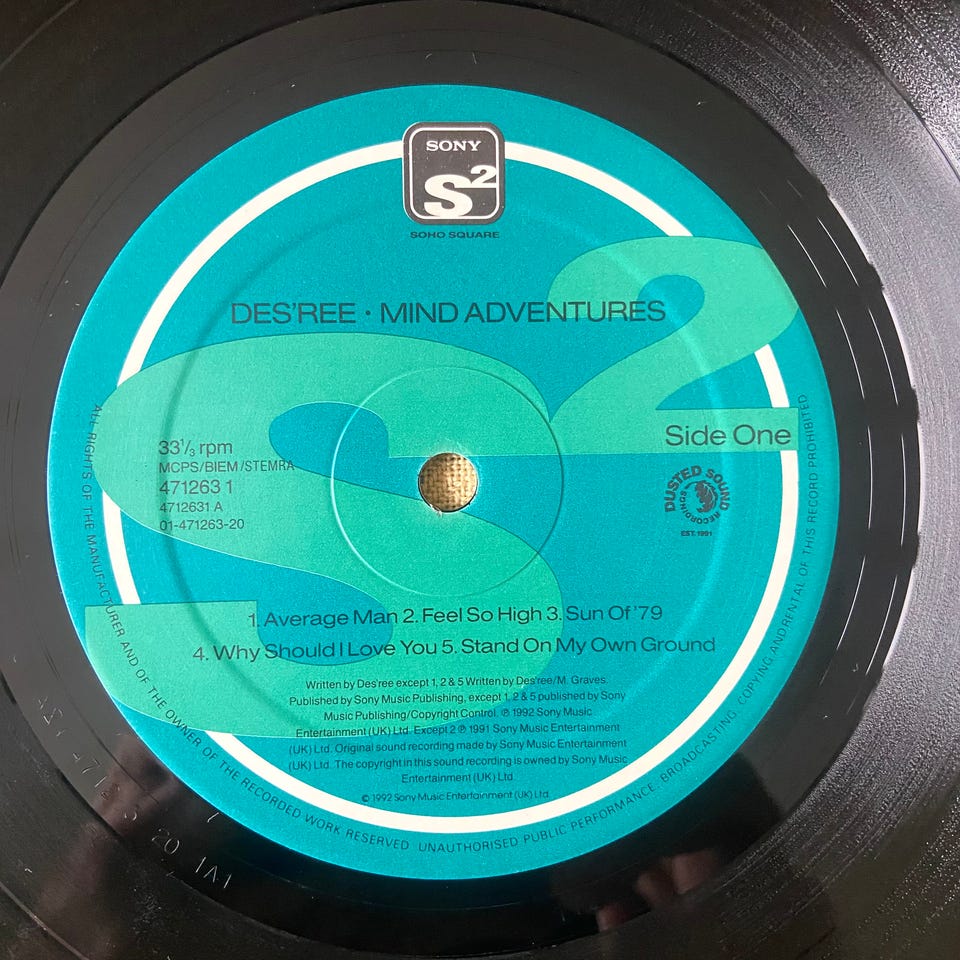 SONY
S2
SOHO SQUARE
DES'REE · MIND ADVENTURES
Side One
33⅓ rpm
MCPS/BIEM/STEMRA
471263 1
4712631 A
01-471263-20
DUSTED SOUND
RECORDINGS
EST. 1991
1. Average Man 2. Feel So High 3. Sun Of '79
4. Why Should I Love You 5. Stand On My Own Ground
Written by Des'ree except 1, 2 & 5 Written by Des'ree/M. Graves.
Published by Sony Music Publishing, except 1, 2 & 5 published by Sony
Music Publishing/Copyright Control. ℗ 1992 Sony Music
Entertainment (UK) Ltd. Except 2 ℗ 1991 Sony Music Entertainment
(UK) Ltd. Original sound recording made by Sony Music Entertainment
(UK) Ltd. The copyright in this sound recording is owned by Sony Music
Entertainment (UK) Ltd.
© 1992 Sony Music Entertainment (UK) Ltd.
ALL RIGHTS OF THE MANUFACTURER AND OF THE OWNER OF THE RECORDED WORK RESERVED. UNAUTHORISED PUBLIC PERFORMANCE, BROADCASTING, COPYING AND RENTAL OF THIS RECORD PROHIBITED
S2
20 1A1